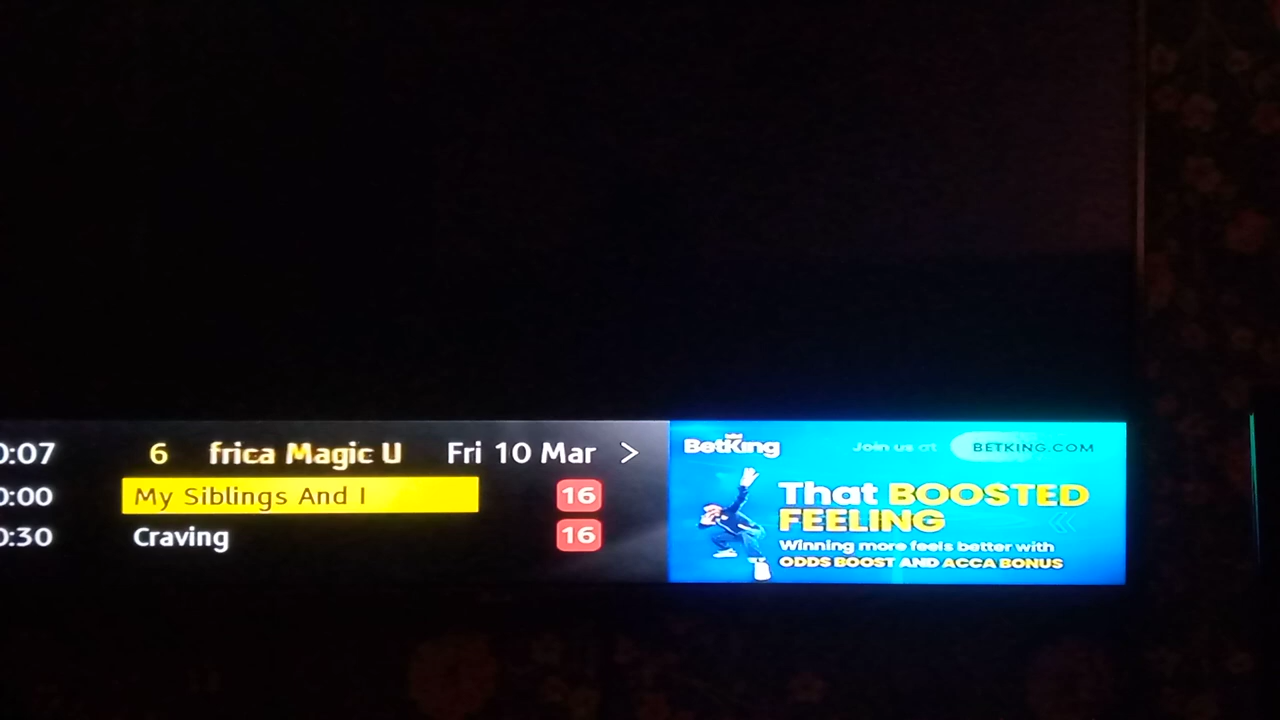 0:07 6 frica Magic U Fri 10 Mar >
0:00 My Siblings And I 16
0:30 Craving 16
BetKing Join us at BETKING.COM
That BOOSTED
FEELING
Winning more feels better with
ODDS BOOST AND ACCA BONUS